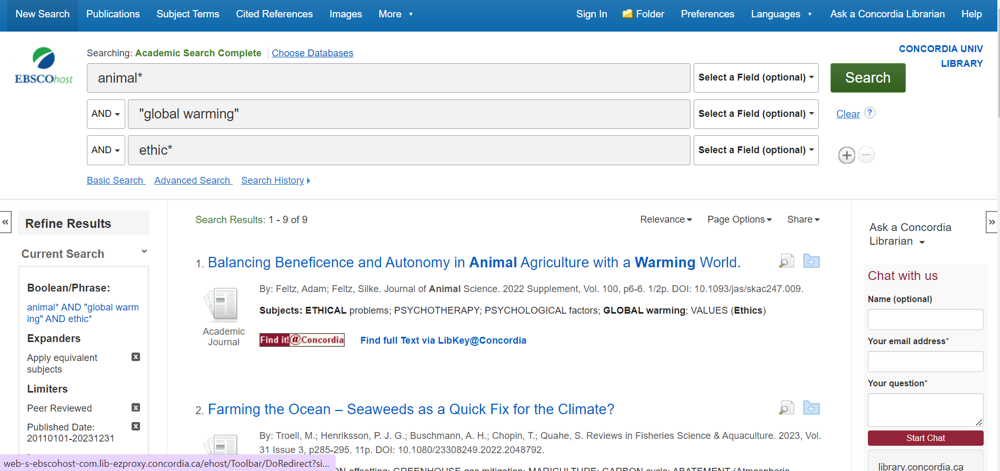 New Search Publications Subject Terms Cited References Images More Sign In Folder Preferences Languages Ask a Concordia Librarian Help
EBSCOhost
Searching: Academic Search Complete Choose Databases
CONCORDIA UNIV
LIBRARY
animal* Select a Field (optional) Search
AND "global warming" Select a Field (optional) Clear ?
AND ethic* Select a Field (optional)
Basic Search Advanced Search Search History
«
Refine Results
Current Search
Boolean/Phrase:
animal* AND "global warm
ing" AND ethic*
Expanders
Apply equivalent
subjects
Limiters
Peer Reviewed
Published Date:
20110101-20231231
Search Results: 1 - 9 of 9 Relevance Page Options Share
1. Balancing Beneficence and Autonomy in Animal Agriculture with a Warming World.
By: Feltz, Adam; Feltz, Silke. Journal of Animal Science. 2022 Supplement, Vol. 100, p6-6. 1/2p. DOI: 10.1093/jas/skac247.009.
Subjects: ETHICAL problems; PSYCHOTHERAPY; PSYCHOLOGICAL factors; GLOBAL warming; VALUES (Ethics)
Academic
Journal
Find it!@Concordia Find full Text via LibKey@Concordia
2. Farming the Ocean – Seaweeds as a Quick Fix for the Climate?
By: Troell, M.; Henriksson, P. J. G.; Buschmann, A. H.; Chopin, T.; Quahe, S. Reviews in Fisheries Science & Aquaculture. 2023, Vol.
31 Issue 3, p285-295. 11p. DOI: 10.1080/23308249.2022.2048792.
offsetting; GREENHOUSE gas mitigation; MARICULTURE; CARBON cycle; ABATEMENT (Atmospheric
»
Ask a Concordia
Librarian
Chat with us
Name (optional)
Your email address*
Your question*
Start Chat
library.concordia.ca
web-s-ebscohost-com.lib-ezproxy.concordia.ca/ehost/Toolbar/DoRedirect?si...